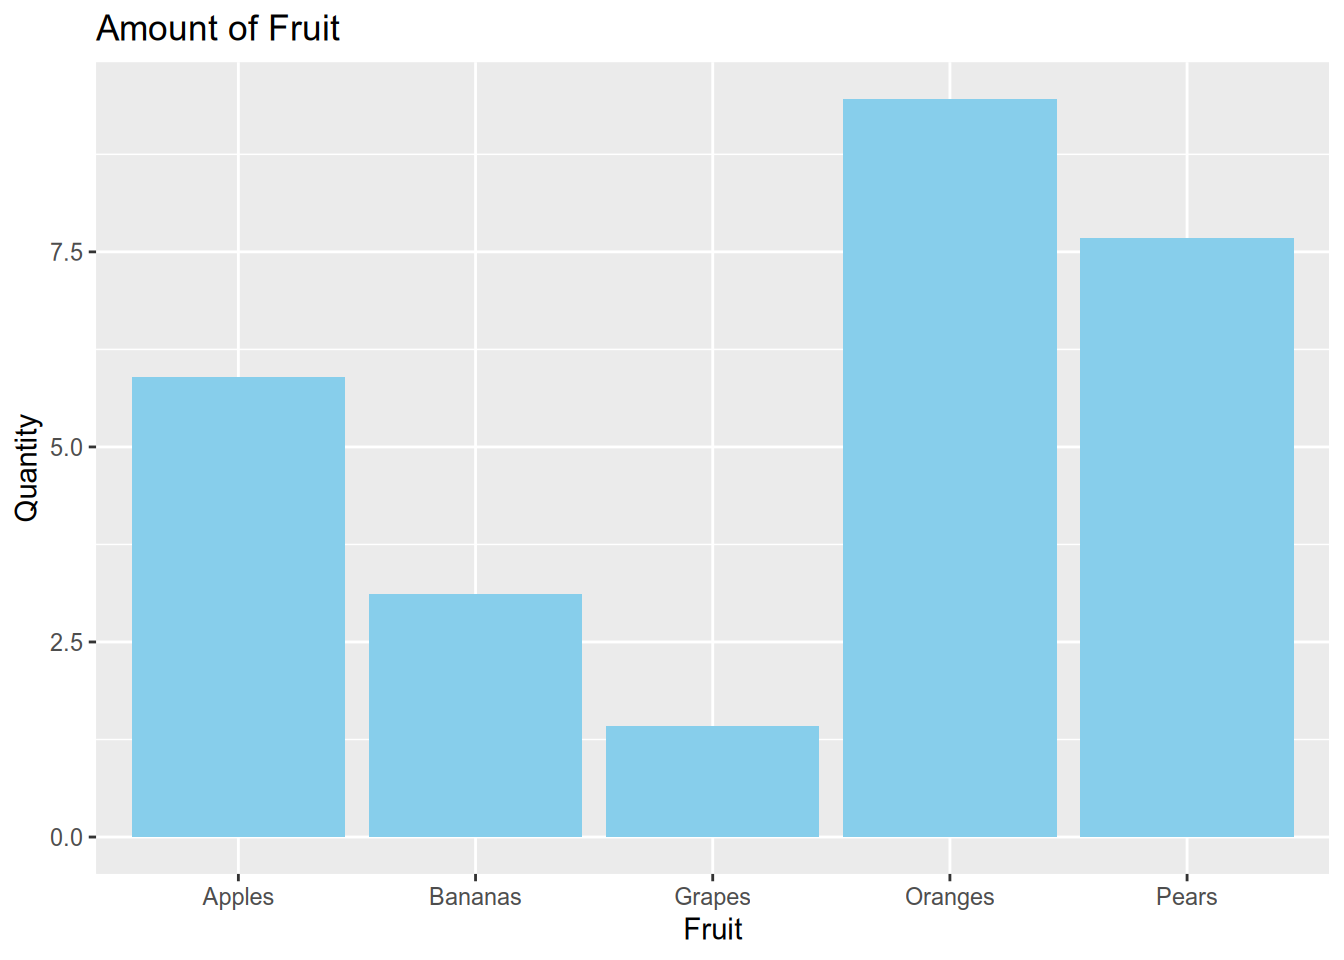 Amount of Fruit
Quantity
7.5
5.0
2.5
0.0
Apples Bananas Grapes Oranges Pears
Fruit